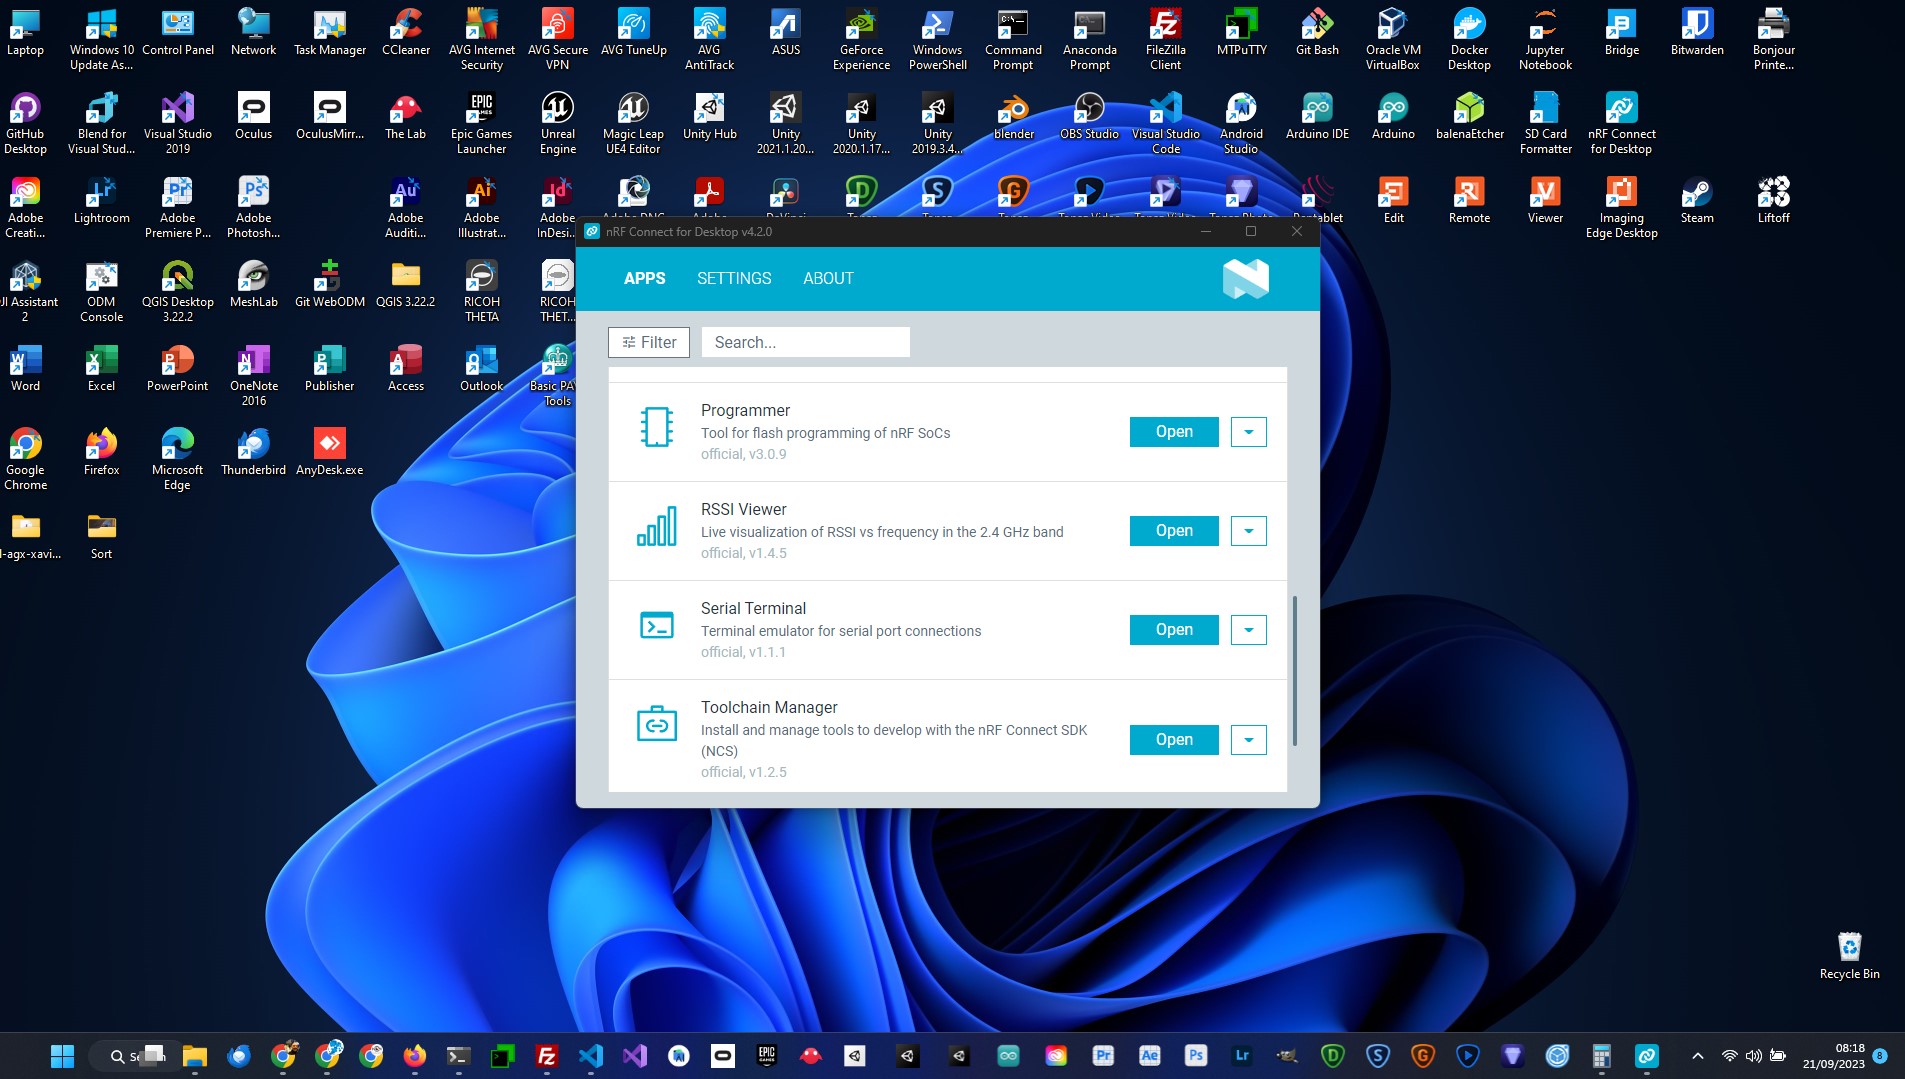 Laptop
Windows 10
Update As...
Control Panel
Network
Task Manager
CCleaner
AVG Internet
Security
AVG Secure
VPN
AVG TuneUp
AVG
AntiTrack
ASUS
GeForce
Experience
Windows
PowerShell
Command
Prompt
Anaconda
Prompt
FileZilla
Client
MTPuTTY
Git Bash
Oracle VM
VirtualBox
Docker
Desktop
Jupyter
Notebook
Bridge
Bitwarden
Bonjour
Printe...
GitHub
Desktop
Blend for
Visual Stud...
Visual Studio
2019
Oculus
OculusMirr...
The Lab
Epic Games
Launcher
Unreal
Engine
Magic Leap
UE4 Editor
Unity Hub
Unity
2021.1.20...
Unity
2020.1.17...
Unity
2019.3.4...
blender
OBS Studio
Visual Studio
Code
Android
Studio
Arduino IDE
Arduino
balenaEtcher
SD Card
Formatter
nRF Connect
for Desktop
Adobe
Creati...
Lightroom
Adobe
Premiere P...
Adobe
Photosh...
Adobe
Auditi...
Adobe
Illustrat...
Adobe
InDesi...
Edit
Remote
Viewer
Imaging
Edge Desktop
Steam
Liftoff
JI Assistant
2
ODM
Console
QGIS Desktop
3.22.2
MeshLab
Git WebODM
QGIS 3.22.2
RICOH
THETA
RICOH
THET...
Word
Excel
PowerPoint
OneNote
2016
Publisher
Access
Outlook
Basic PA
Tools
Google
Chrome
Firefox
Microsoft
Edge
Thunderbird
AnyDesk.exe
-agx-xavi...
Sort
nRF Connect for Desktop v4.2.0
APPS
SETTINGS
ABOUT
Filter
Search...
Programmer
Tool for flash programming of nRF SoCs
official, v3.0.9
Open
RSSI Viewer
Live visualization of RSSI vs frequency in the 2.4 GHz band
official, v1.4.5
Open
Serial Terminal
Terminal emulator for serial port connections
official, v1.1.1
Open
Toolchain Manager
Install and manage tools to develop with the nRF Connect SDK
(NCS)
official, v1.2.5
Open
Recycle Bin
08:18
21/09/2023
8